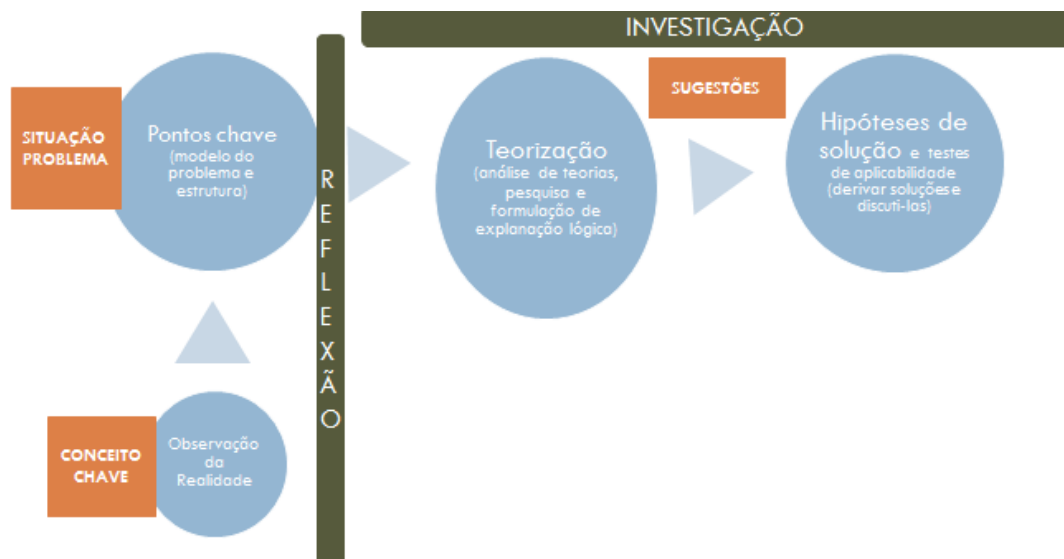 INVESTIGAÇÃO
SITUAÇÃO
PROBLEMA
Pontos chave
(modelo do
problema e
estrutura)
R
E
F
L
E
X
Ã
O
Teorização
(análise de teorias,
pesquisa e
formulação de
explanação lógica)
SUGESTÕES
Hipóteses de
solução e testes
de aplicabilidade
(derivar soluções e
discuti-las)
CONCEITO
CHAVE
Observação
da
Realidade